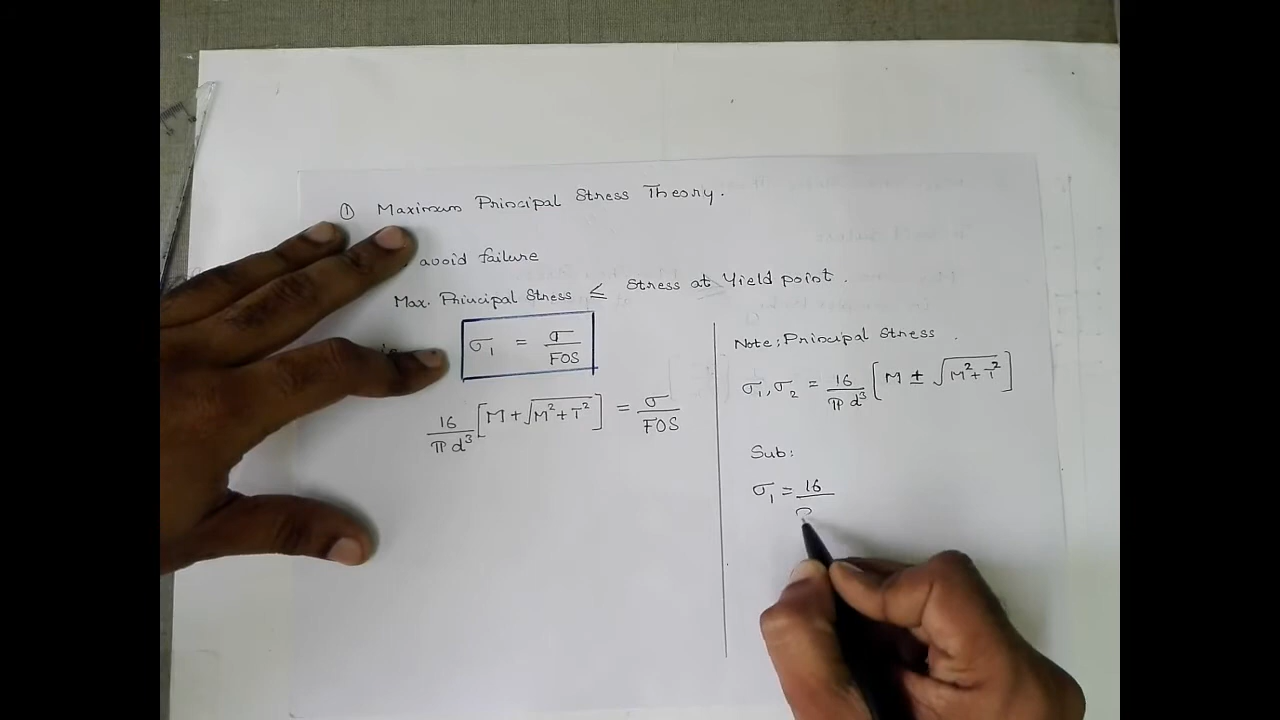 ① Maximum Principal Stress Theory.
avoid failure
Max. Principal Stress ≤ Stress at Yield point.
σ₁ = σ/FOS
16/πd³ [M + √M² + T²] = σ/FOS
Note: Principal Stress.
σ₁, σ₂ = 16/πd³ [M ± √M² + T²]
Sub:
σ₁ = 16/